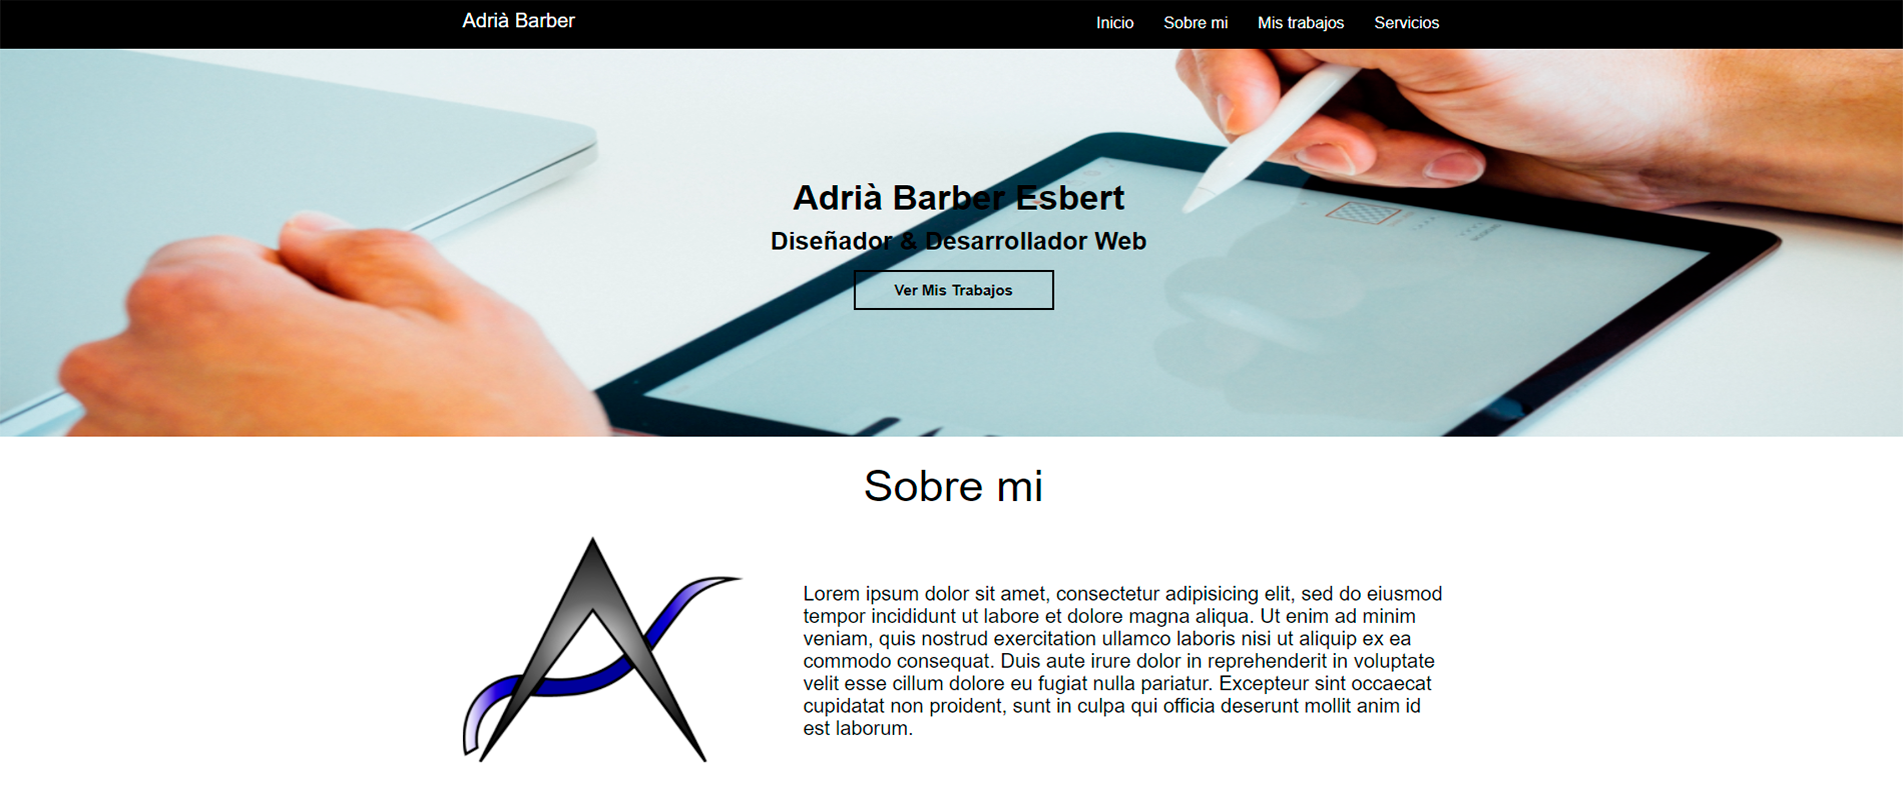 Adrià Barber
Inicio Sobre mi Mis trabajos Servicios
Adrià Barber Esbert
Diseñador & Desarrollador Web
Ver Mis Trabajos
Sobre mi
Lorem ipsum dolor sit amet, consectetur adipisicing elit, sed do eiusmod
tempor incididunt ut labore et dolore magna aliqua. Ut enim ad minim
veniam, quis nostrud exercitation ullamco laboris nisi ut aliquip ex ea
commodo consequat. Duis aute irure dolor in reprehenderit in voluptate
velit esse cillum dolore eu fugiat nulla pariatur. Excepteur sint occaecat
cupidatat non proident, sunt in culpa qui officia deserunt mollit anim id
est laborum.